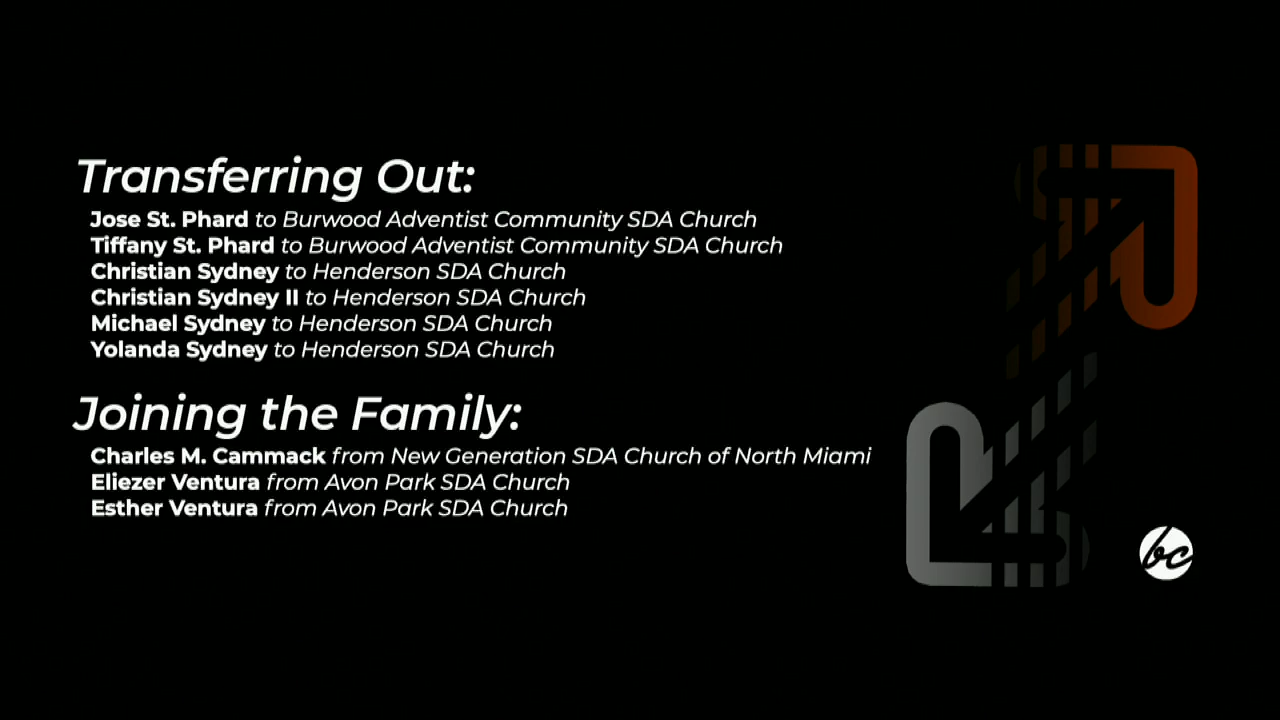 Transferring Out:
Jose St. Phard to Burwood Adventist Community SDA Church
Tiffany St. Phard to Burwood Adventist Community SDA Church
Christian Sydney to Henderson SDA Church
Christian Sydney II to Henderson SDA Church
Michael Sydney to Henderson SDA Church
Yolanda Sydney to Henderson SDA Church
Joining the Family:
Charles M. Cammack from New Generation SDA Church of North Miami
Eliezer Ventura from Avon Park SDA Church
Esther Ventura from Avon Park SDA Church
bc